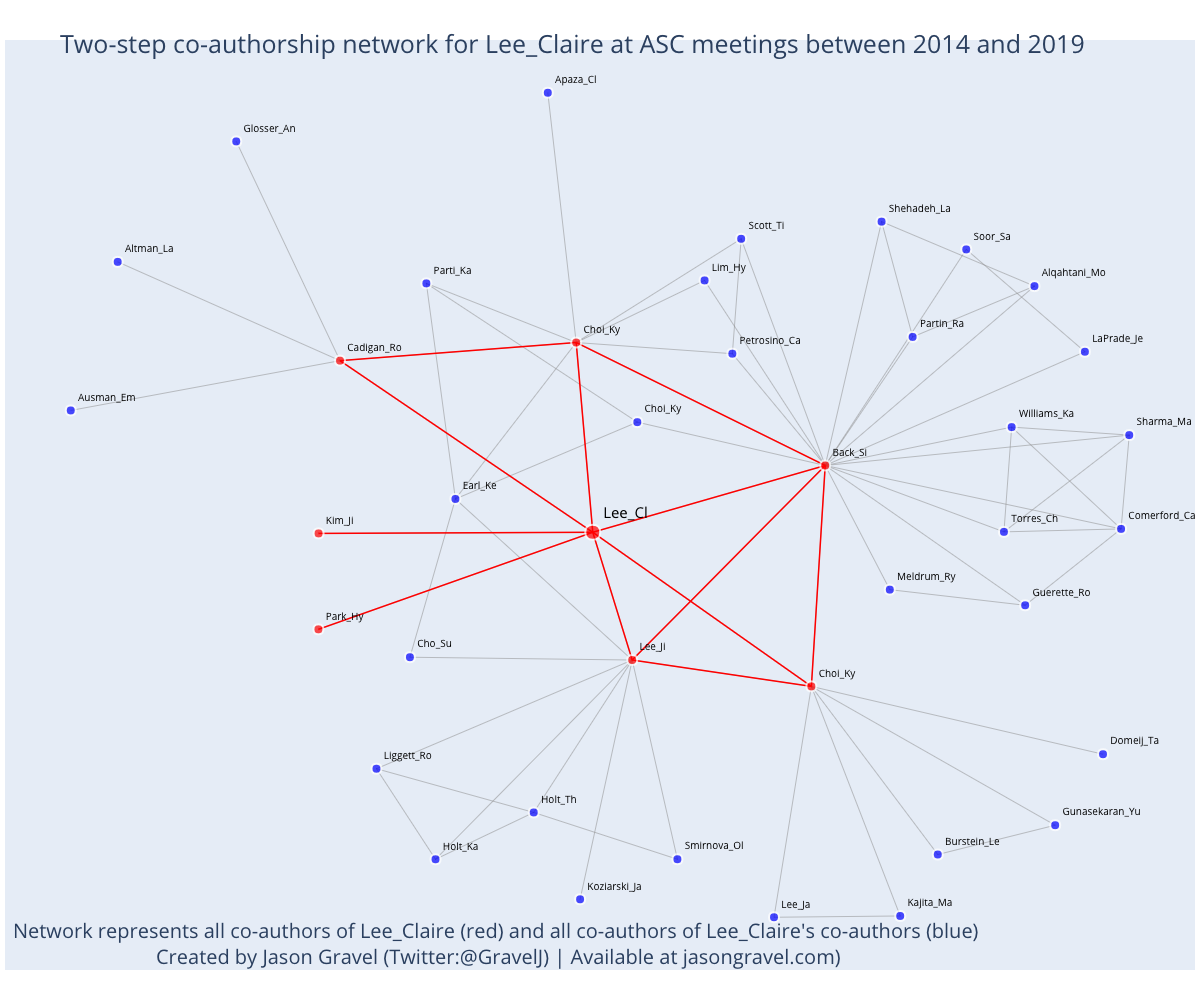 Two-step co-authorship network for Lee_Claire at ASC meetings between 2014 and 2019
Apaza_Cl
Glosser_An
Shehadeh_La
Scott_Ti
Soor_Sa
Altman_La
Parti_Ka
Lim_Hy
Alqahtani_Mo
Choi_Ky
Partin_Ra
Cadigan_Ro
Petrosino_Ca
LaPrade_Je
Ausman_Em
Choi_Ky
Williams_Ka
Sharma_Ma
Back_Si
Earl_Ke
Lee_Cl
Kim_Ji
Torres_Ch
Comerford_Ca
Meldrum_Ry
Guerette_Ro
Park_Hy
Cho_Su
Lee_Ji
Choi_Ky
Domeij_Ta
Liggett_Ro
Holt_Th
Gunasekaran_Yu
Holt_Ka
Smirnova_Ol
Burstein_Le
Koziarski_Ja
Lee_Ja
Kajita_Ma
Network represents all co-authors of Lee_Claire (red) and all co-authors of Lee_Claire's co-authors (blue)
Created by Jason Gravel (Twitter:@GravelJ) | Available at jasongravel.com)